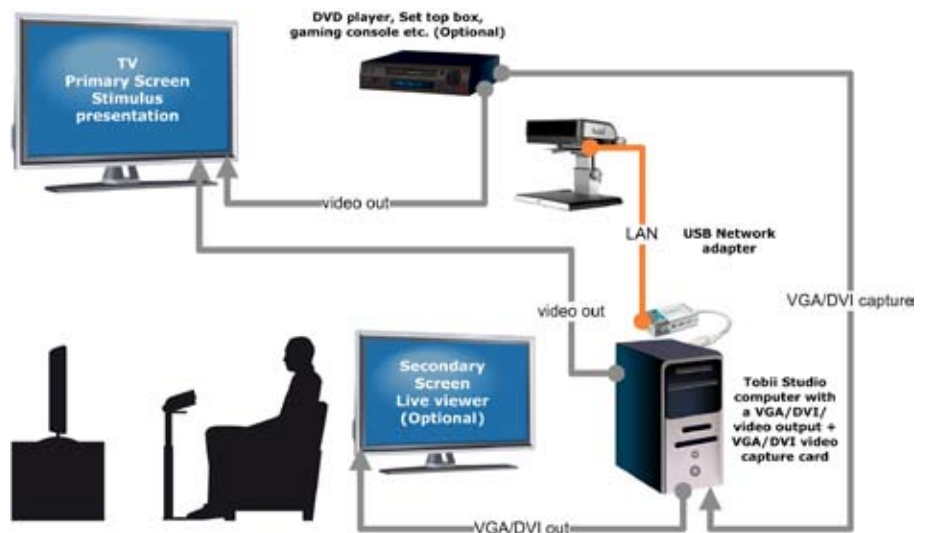 DVD player, Set top box,
gaming console etc. (Optional)
TV
Primary Screen
Stimulus
presentation
video out
LAN
USB Network
adapter
VGA/DVI capture
video out
Secondary
Screen
Live viewer
(Optional)
Tobii Studio
computer with
a VGA/DVI/
video output +
VGA/DVI video
capture card
VGA/DVI out